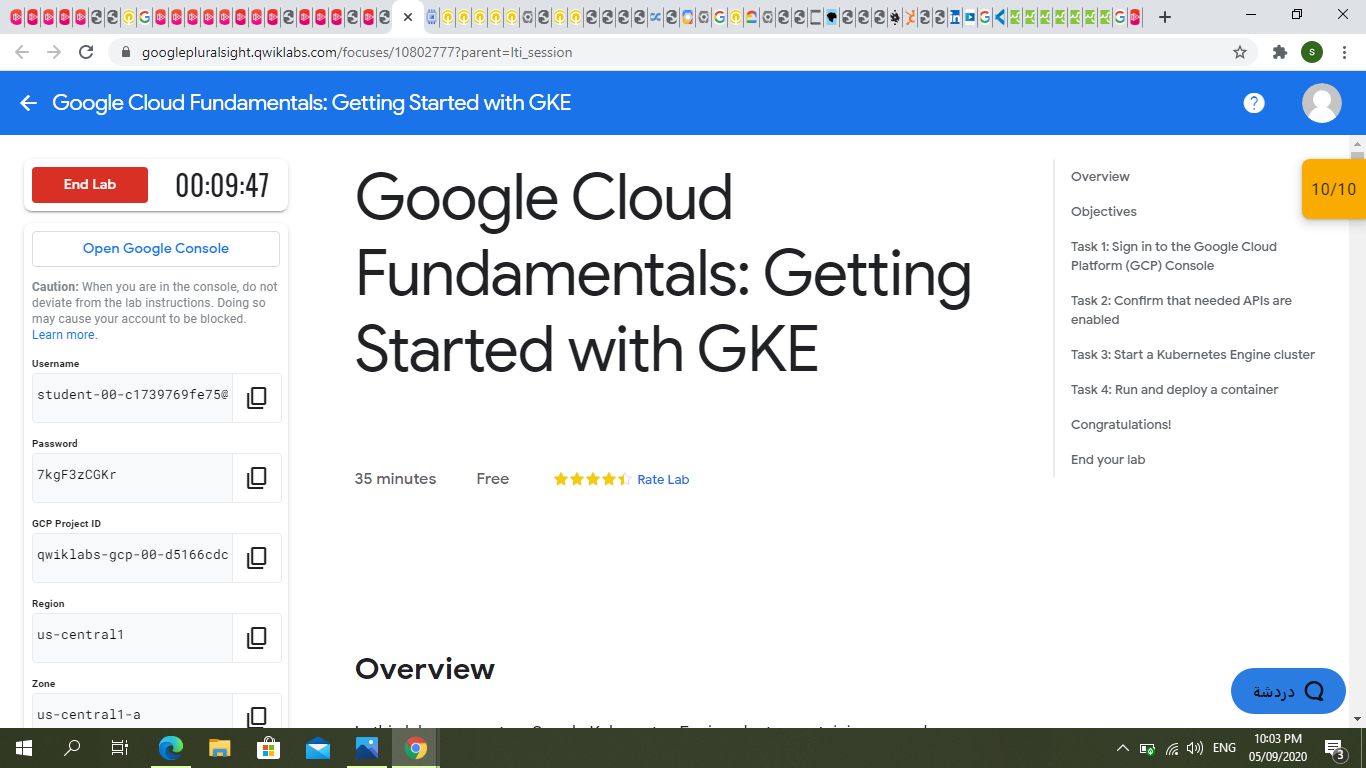 googlepluralsight.qwiklabs.com/focuses/10802777?parent=lti_session
s
Google Cloud Fundamentals: Getting Started with GKE
?
End Lab
00:09:47
Open Google Console
Caution: When you are in the console, do not
deviate from the lab instructions. Doing so
may cause your account to be blocked.
Learn more.
Username
student-00-c1739769fe75@
Password
7kgF3zCGKr
GCP Project ID
qwiklabs-gcp-00-d5166cdc
Region
us-central1
Zone
us-central1-a
Google Cloud
Fundamentals: Getting
Started with GKE
35 minutes
Free
Rate Lab
Overview
Overview
Objectives
Task 1: Sign in to the Google Cloud
Platform (GCP) Console
Task 2: Confirm that needed APIs are
enabled
Task 3: Start a Kubernetes Engine cluster
Task 4: Run and deploy a container
Congratulations!
End your lab
10/10
دردشة
ENG
10:03 PM
05/09/2020
3